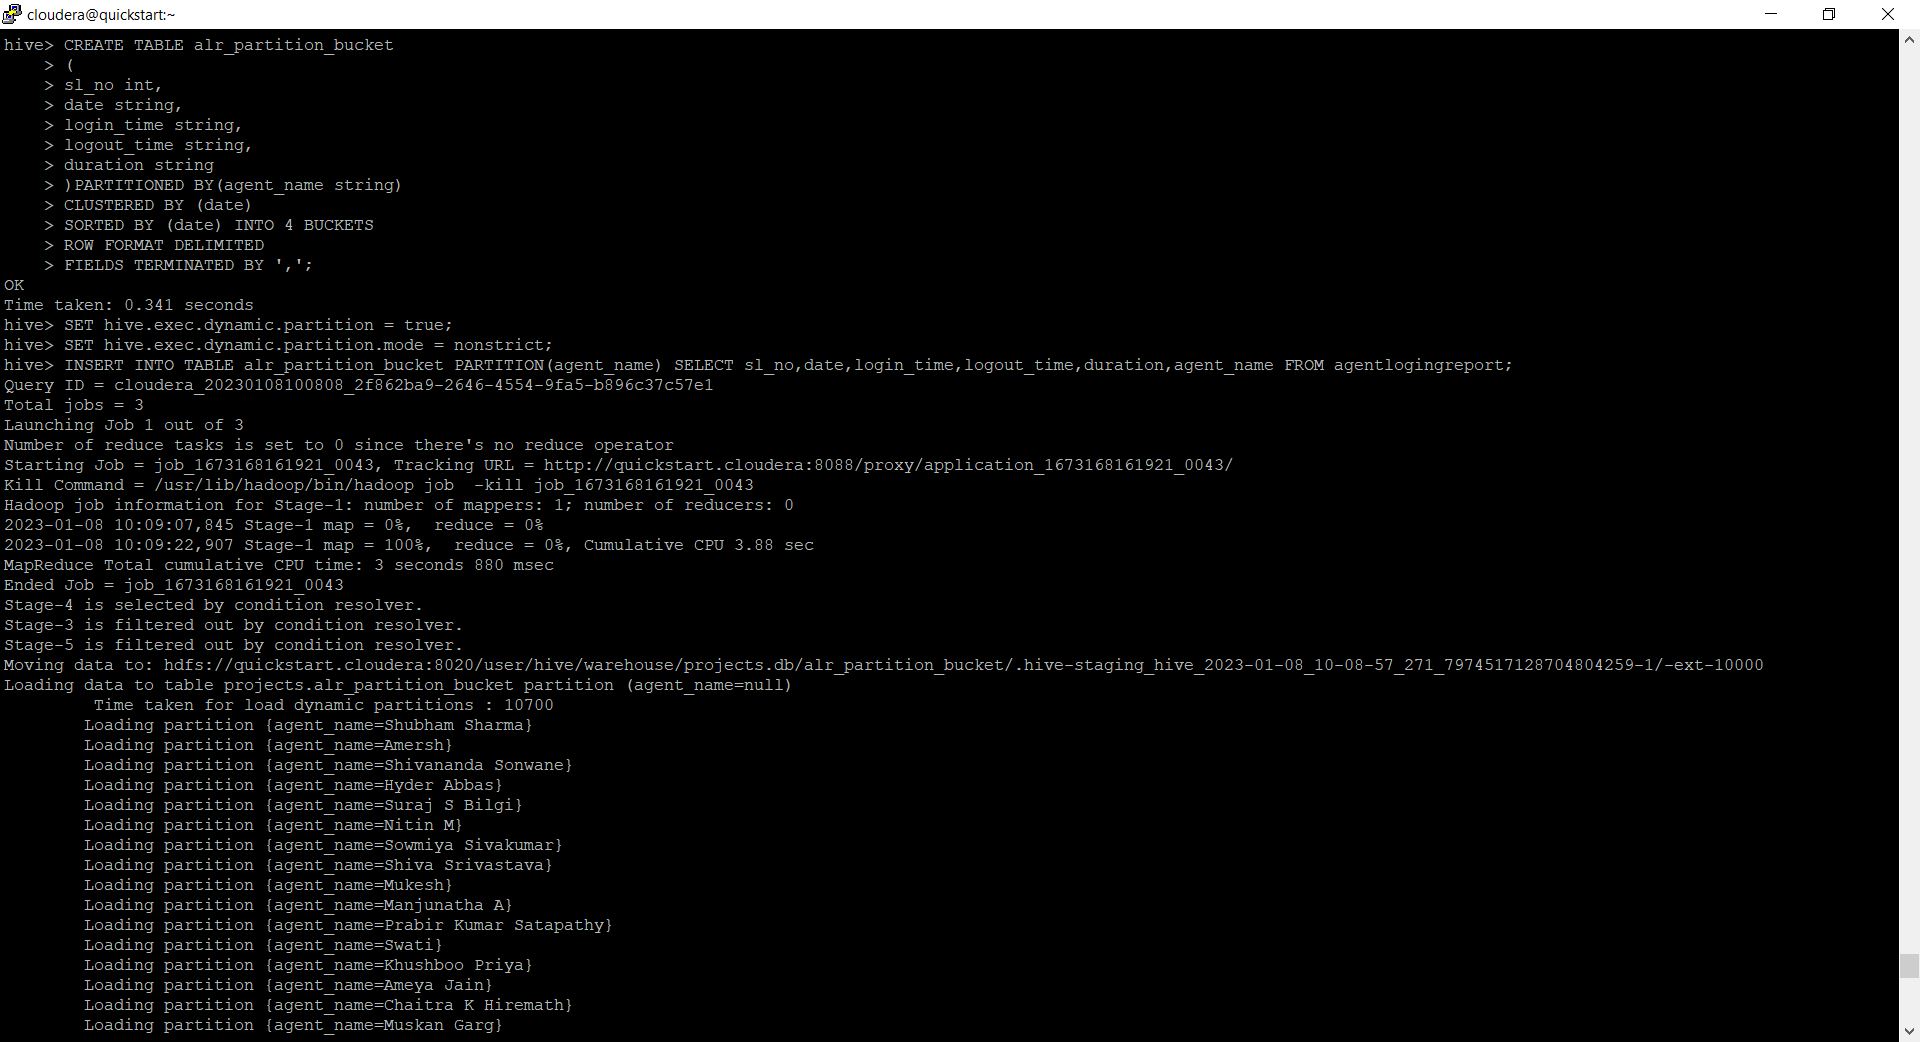 cloudera@quickstart:~
hive> CREATE TABLE alr_partition_bucket
    > (
    > sl_no int,
    > date string,
    > login_time string,
    > logout_time string,
    > duration string
    > )PARTITIONED BY(agent_name string)
    > CLUSTERED BY (date)
    > SORTED BY (date) INTO 4 BUCKETS
    > ROW FORMAT DELIMITED
    > FIELDS TERMINATED BY ',';
OK
Time taken: 0.341 seconds
hive> SET hive.exec.dynamic.partition = true;
hive> SET hive.exec.dynamic.partition.mode = nonstrict;
hive> INSERT INTO TABLE alr_partition_bucket PARTITION(agent_name) SELECT sl_no,date,login_time,logout_time,duration,agent_name FROM agentlogingreport;
Query ID = cloudera_20230108100808_2f862ba9-2646-4554-9fa5-b896c37c57e1
Total jobs = 3
Launching Job 1 out of 3
Number of reduce tasks is set to 0 since there's no reduce operator
Starting Job = job_1673168161921_0043, Tracking URL = http://quickstart.cloudera:8088/proxy/application_1673168161921_0043/
Kill Command = /usr/lib/hadoop/bin/hadoop job  -kill job_1673168161921_0043
Hadoop job information for Stage-1: number of mappers: 1; number of reducers: 0
2023-01-08 10:09:07,845 Stage-1 map = 0%,  reduce = 0%
2023-01-08 10:09:22,907 Stage-1 map = 100%,  reduce = 0%, Cumulative CPU 3.88 sec
MapReduce Total cumulative CPU time: 3 seconds 880 msec
Ended Job = job_1673168161921_0043
Stage-4 is selected by condition resolver.
Stage-3 is filtered out by condition resolver.
Stage-5 is filtered out by condition resolver.
Moving data to: hdfs://quickstart.cloudera:8020/user/hive/warehouse/projects.db/alr_partition_bucket/.hive-staging_hive_2023-01-08_10-08-57_271_7974517128704804259-1/-ext-10000
Loading data to table projects.alr_partition_bucket partition (agent_name=null)
         Time taken for load dynamic partitions : 10700
        Loading partition {agent_name=Shubham Sharma}
        Loading partition {agent_name=Amersh}
        Loading partition {agent_name=Shivananda Sonwane}
        Loading partition {agent_name=Hyder Abbas}
        Loading partition {agent_name=Suraj S Bilgi}
        Loading partition {agent_name=Nitin M}
        Loading partition {agent_name=Sowmiya Sivakumar}
        Loading partition {agent_name=Shiva Srivastava}
        Loading partition {agent_name=Mukesh}
        Loading partition {agent_name=Manjunatha A}
        Loading partition {agent_name=Prabir Kumar Satapathy}
        Loading partition {agent_name=Swati}
        Loading partition {agent_name=Khushboo Priya}
        Loading partition {agent_name=Ameya Jain}
        Loading partition {agent_name=Chaitra K Hiremath}
        Loading partition {agent_name=Muskan Garg}